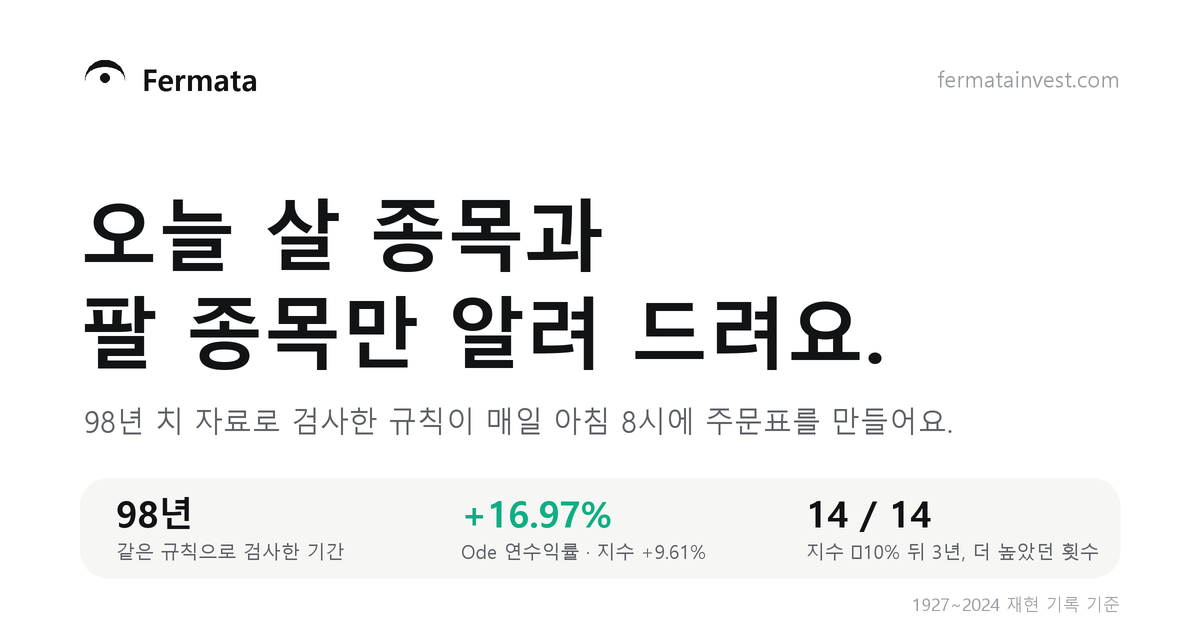 Fermata
fermatainvest.com
오늘 살 종목과
팔 종목만 알려 드려요.
98년 치 자료로 검사한 규칙이 매일 아침 8시에 주문표를 만들어요.
98년
+16.97%
14 / 14
같은 규칙으로 검사한 기간
Ode 연수익률 · 지수 +9.61%
지수 □10% 뒤 3년, 더 높았던 횟수
1927~2024 재현 기록 기준